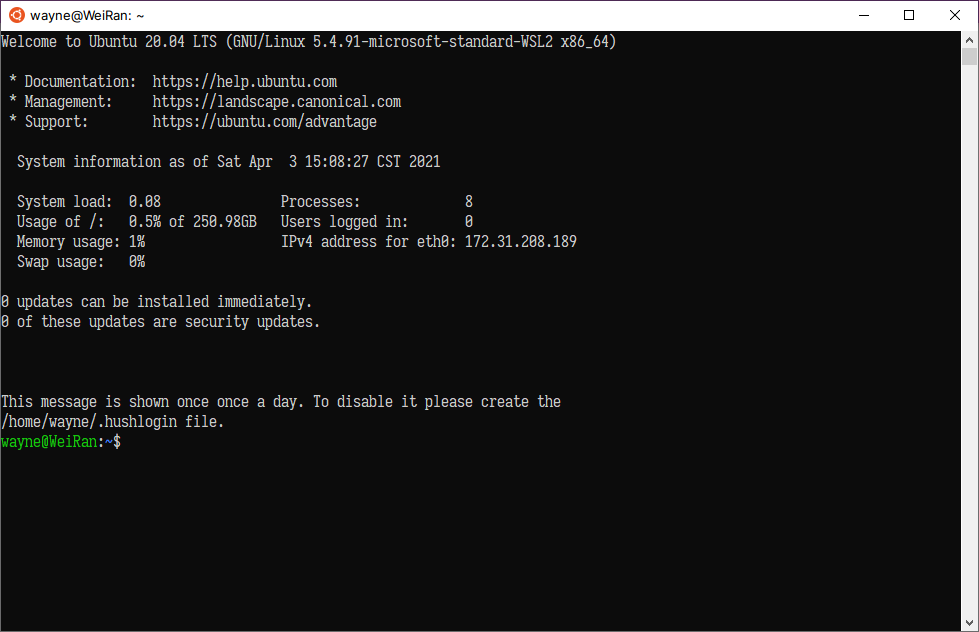 wayne@WeiRan: ~
Welcome to Ubuntu 20.04 LTS (GNU/Linux 5.4.91-microsoft-standard-WSL2 x86_64)
* Documentation:  https://help.ubuntu.com
* Management:     https://landscape.canonical.com
* Support:        https://ubuntu.com/advantage
System information as of Sat Apr  3 15:08:27 CST 2021
System load:  0.08               Processes:             8
Usage of /:   0.5% of 250.98GB   Users logged in:       0
Memory usage: 1%                 IPv4 address for eth0: 172.31.208.189
Swap usage:   0%
0 updates can be installed immediately.
0 of these updates are security updates.
This message is shown once once a day. To disable it please create the
/home/wayne/.hushlogin file.
wayne@WeiRan:~$